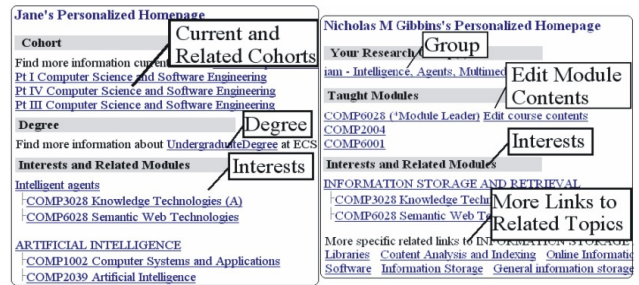 Jane's Personalized Homepage
Cohort
Current and
Related Cohorts
Find more information
Pt I Computer Science and Software Engineering
Pt IV Computer Science and Software Engineering
Pt III Computer Science and Software Engineering
Degree
Degree
Find more information about UndergraduateDegree at ECS
Interests and Related Modules
Interests
Intelligent agents
COMP3028 Knowledge Technologies (A)
COMP6028 Semantic Web Technologies
ARTIFICIAL INTELLIGENCE
COMP1002 Computer Systems and Applications
COMP2039 Artificial Intelligence
Nicholas M Gibbins's Personalized Homepage
Your Research
Group
iam - Intelligence, Agents, Multimed
Edit Module
Contents
Taught Modules
COMP6028 (*Module Leader) Edit course contents
COMP2004
COMP6001
Interests
Interests and Related Modules
INFORMATION STORAGE AND RETRIEVAL
COMP3028 Knowledge Techn
COMP6028 Semantic Web Te
More Links to
Related Topics
More specific related links to INFORMATION STORAGE
Libraries Content Analysis and Indexing Online Informatio
Software Information Storage General information storage